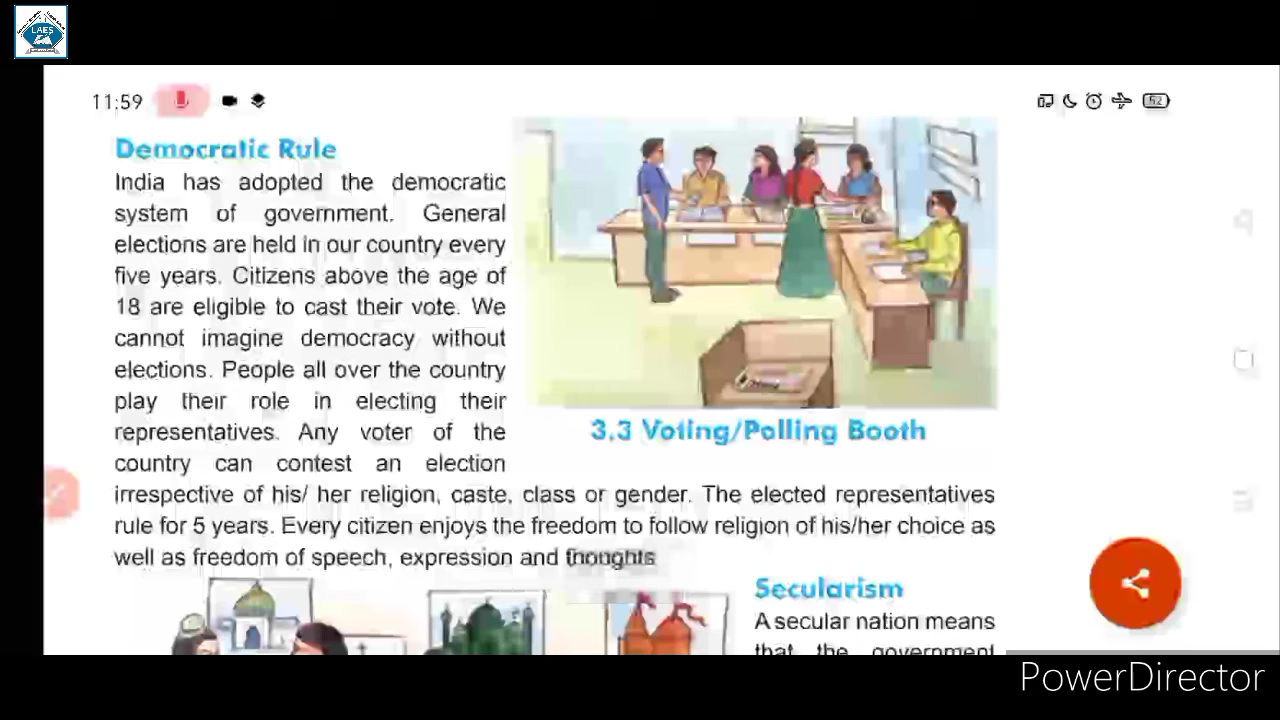 LAES
11:59
52
Democratic Rule
India has adopted the democratic
system of government. General
elections are held in our country every
five years. Citizens above the age of
18 are eligible to cast their vote. We
cannot imagine democracy without
elections. People all over the country
play their role in electing their
representatives. Any voter of the
country can contest an election
3.3 Voting/Polling Booth
irrespective of his/ her religion, caste, class or gender. The elected representatives
rule for 5 years. Every citizen enjoys the freedom to follow religion of his/her choice as
well as freedom of speech, expression and thoughts
Secularism
A secular nation means
that the government
PowerDirector